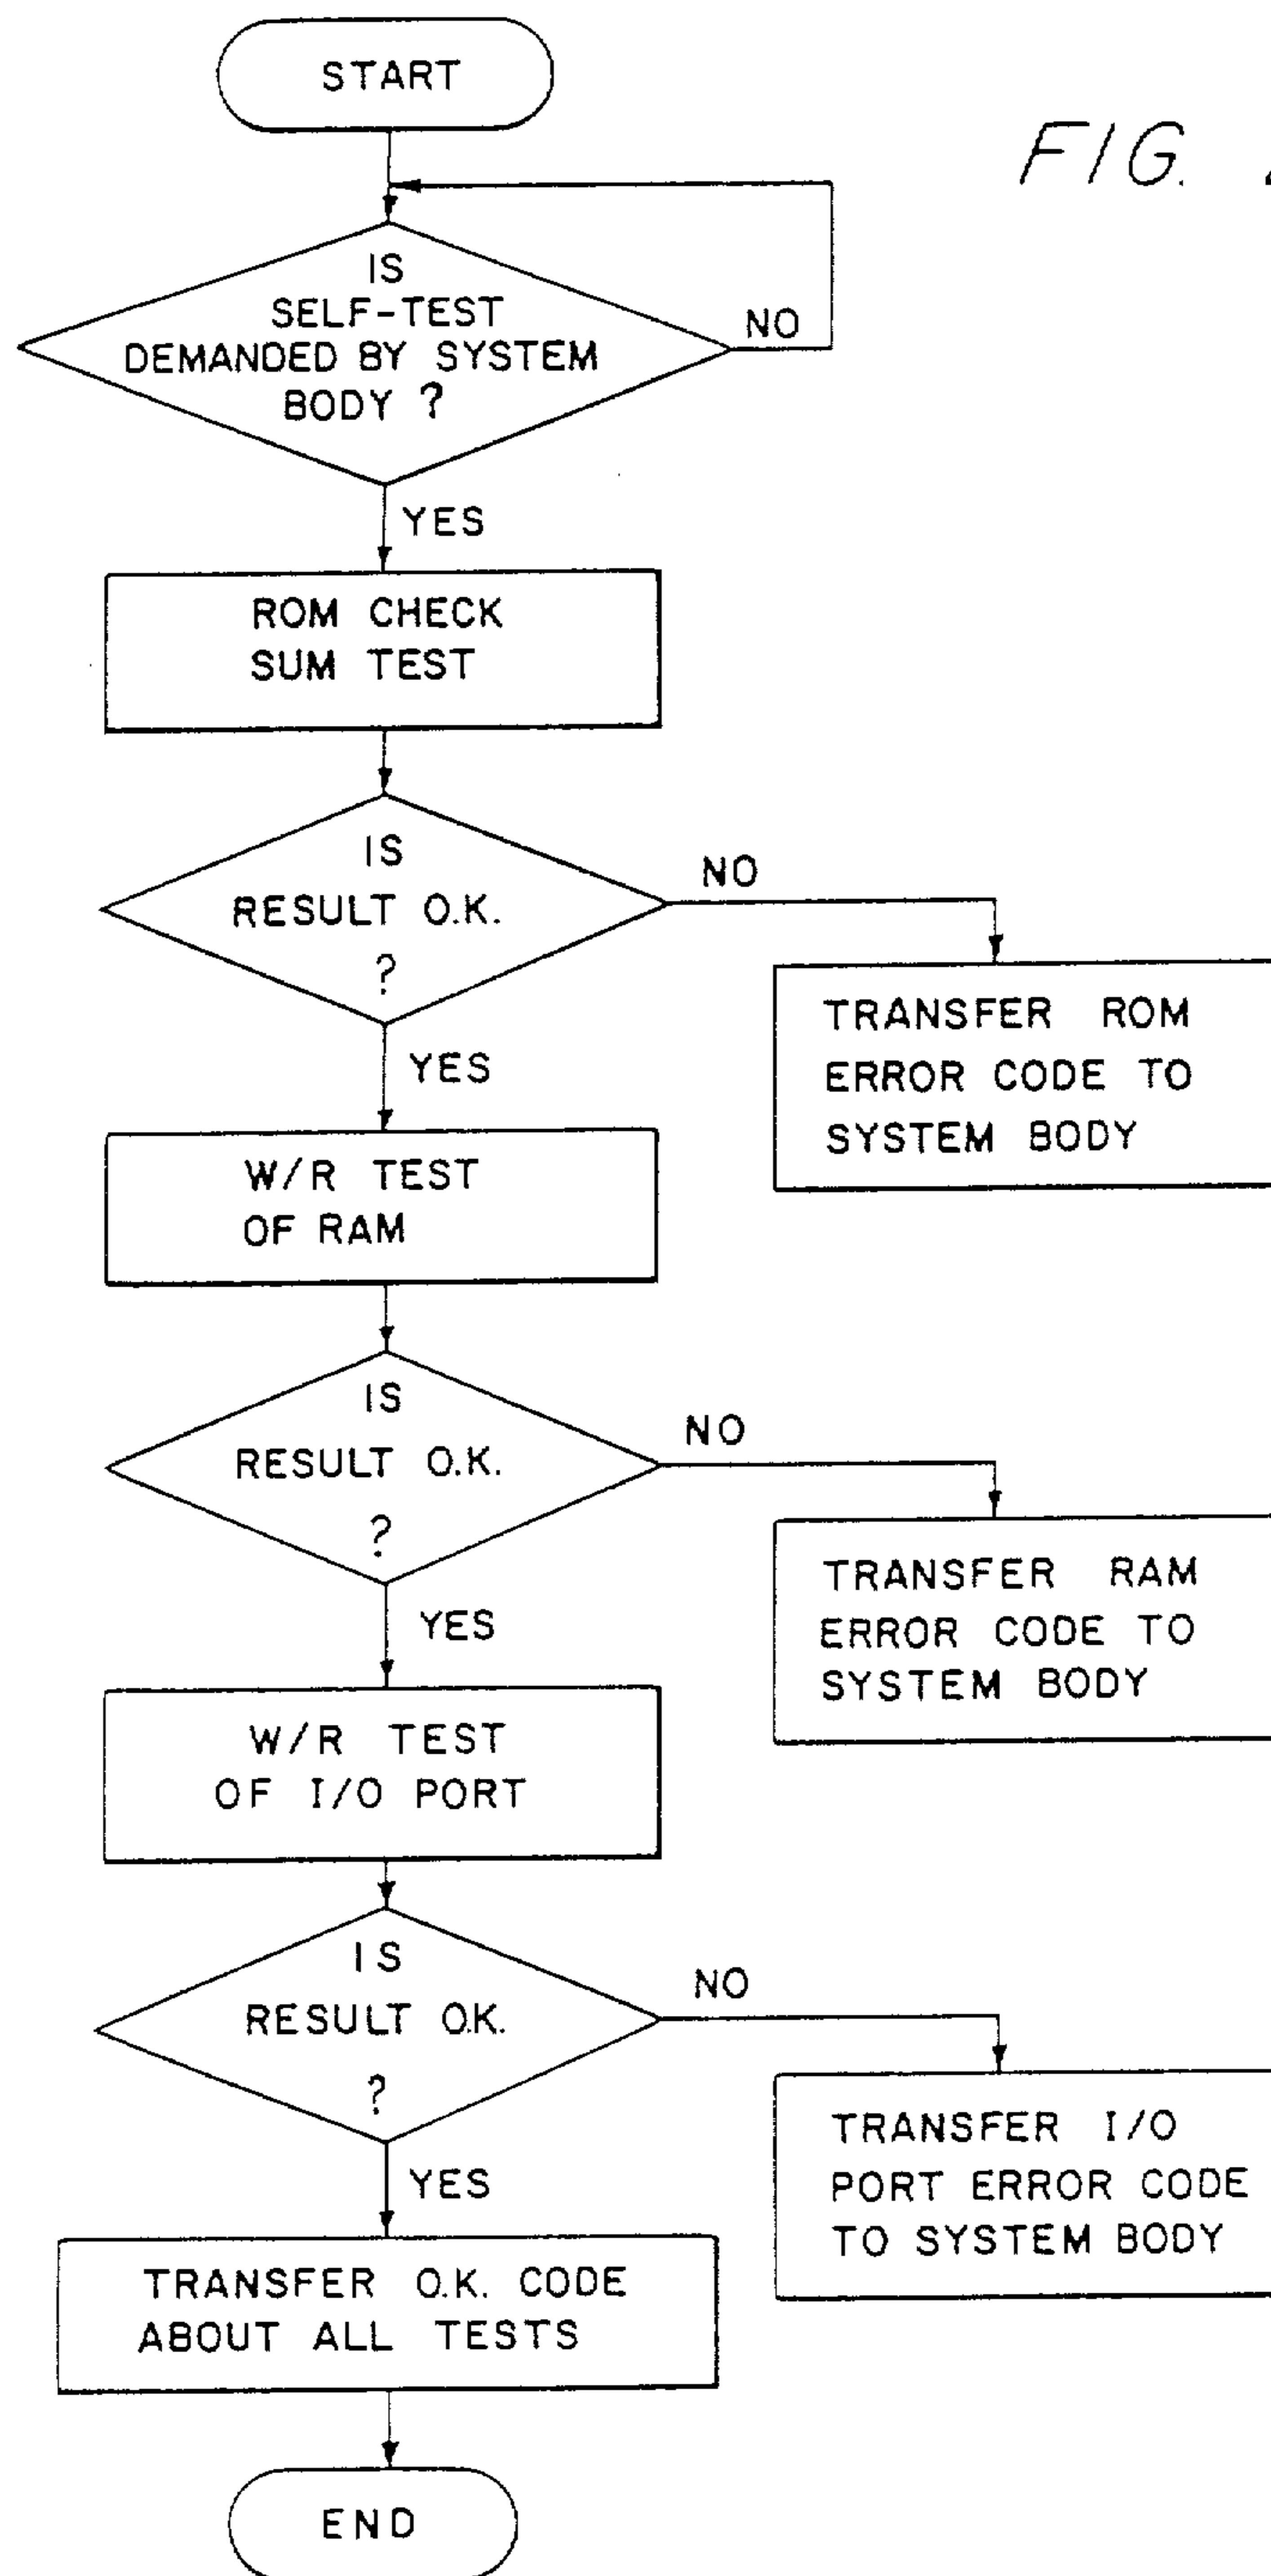 START
FIG.
IS
SELF-TEST
DEMANDED BY SYSTEM
BODY ?
NO
YES
ROM CHECK
SUM TEST
IS
RESULT O.K.
?
NO
TRANSFER ROM
ERROR CODE TO
SYSTEM BODY
YES
W/R TEST
OF RAM
IS
RESULT O.K.
?
NO
TRANSFER RAM
ERROR CODE TO
SYSTEM BODY
YES
W/R TEST
OF I/O PORT
IS
RESULT O.K.
?
NO
TRANSFER I/O
PORT ERROR CODE
TO SYSTEM BODY
YES
TRANSFER O.K. CODE
ABOUT ALL TESTS
END